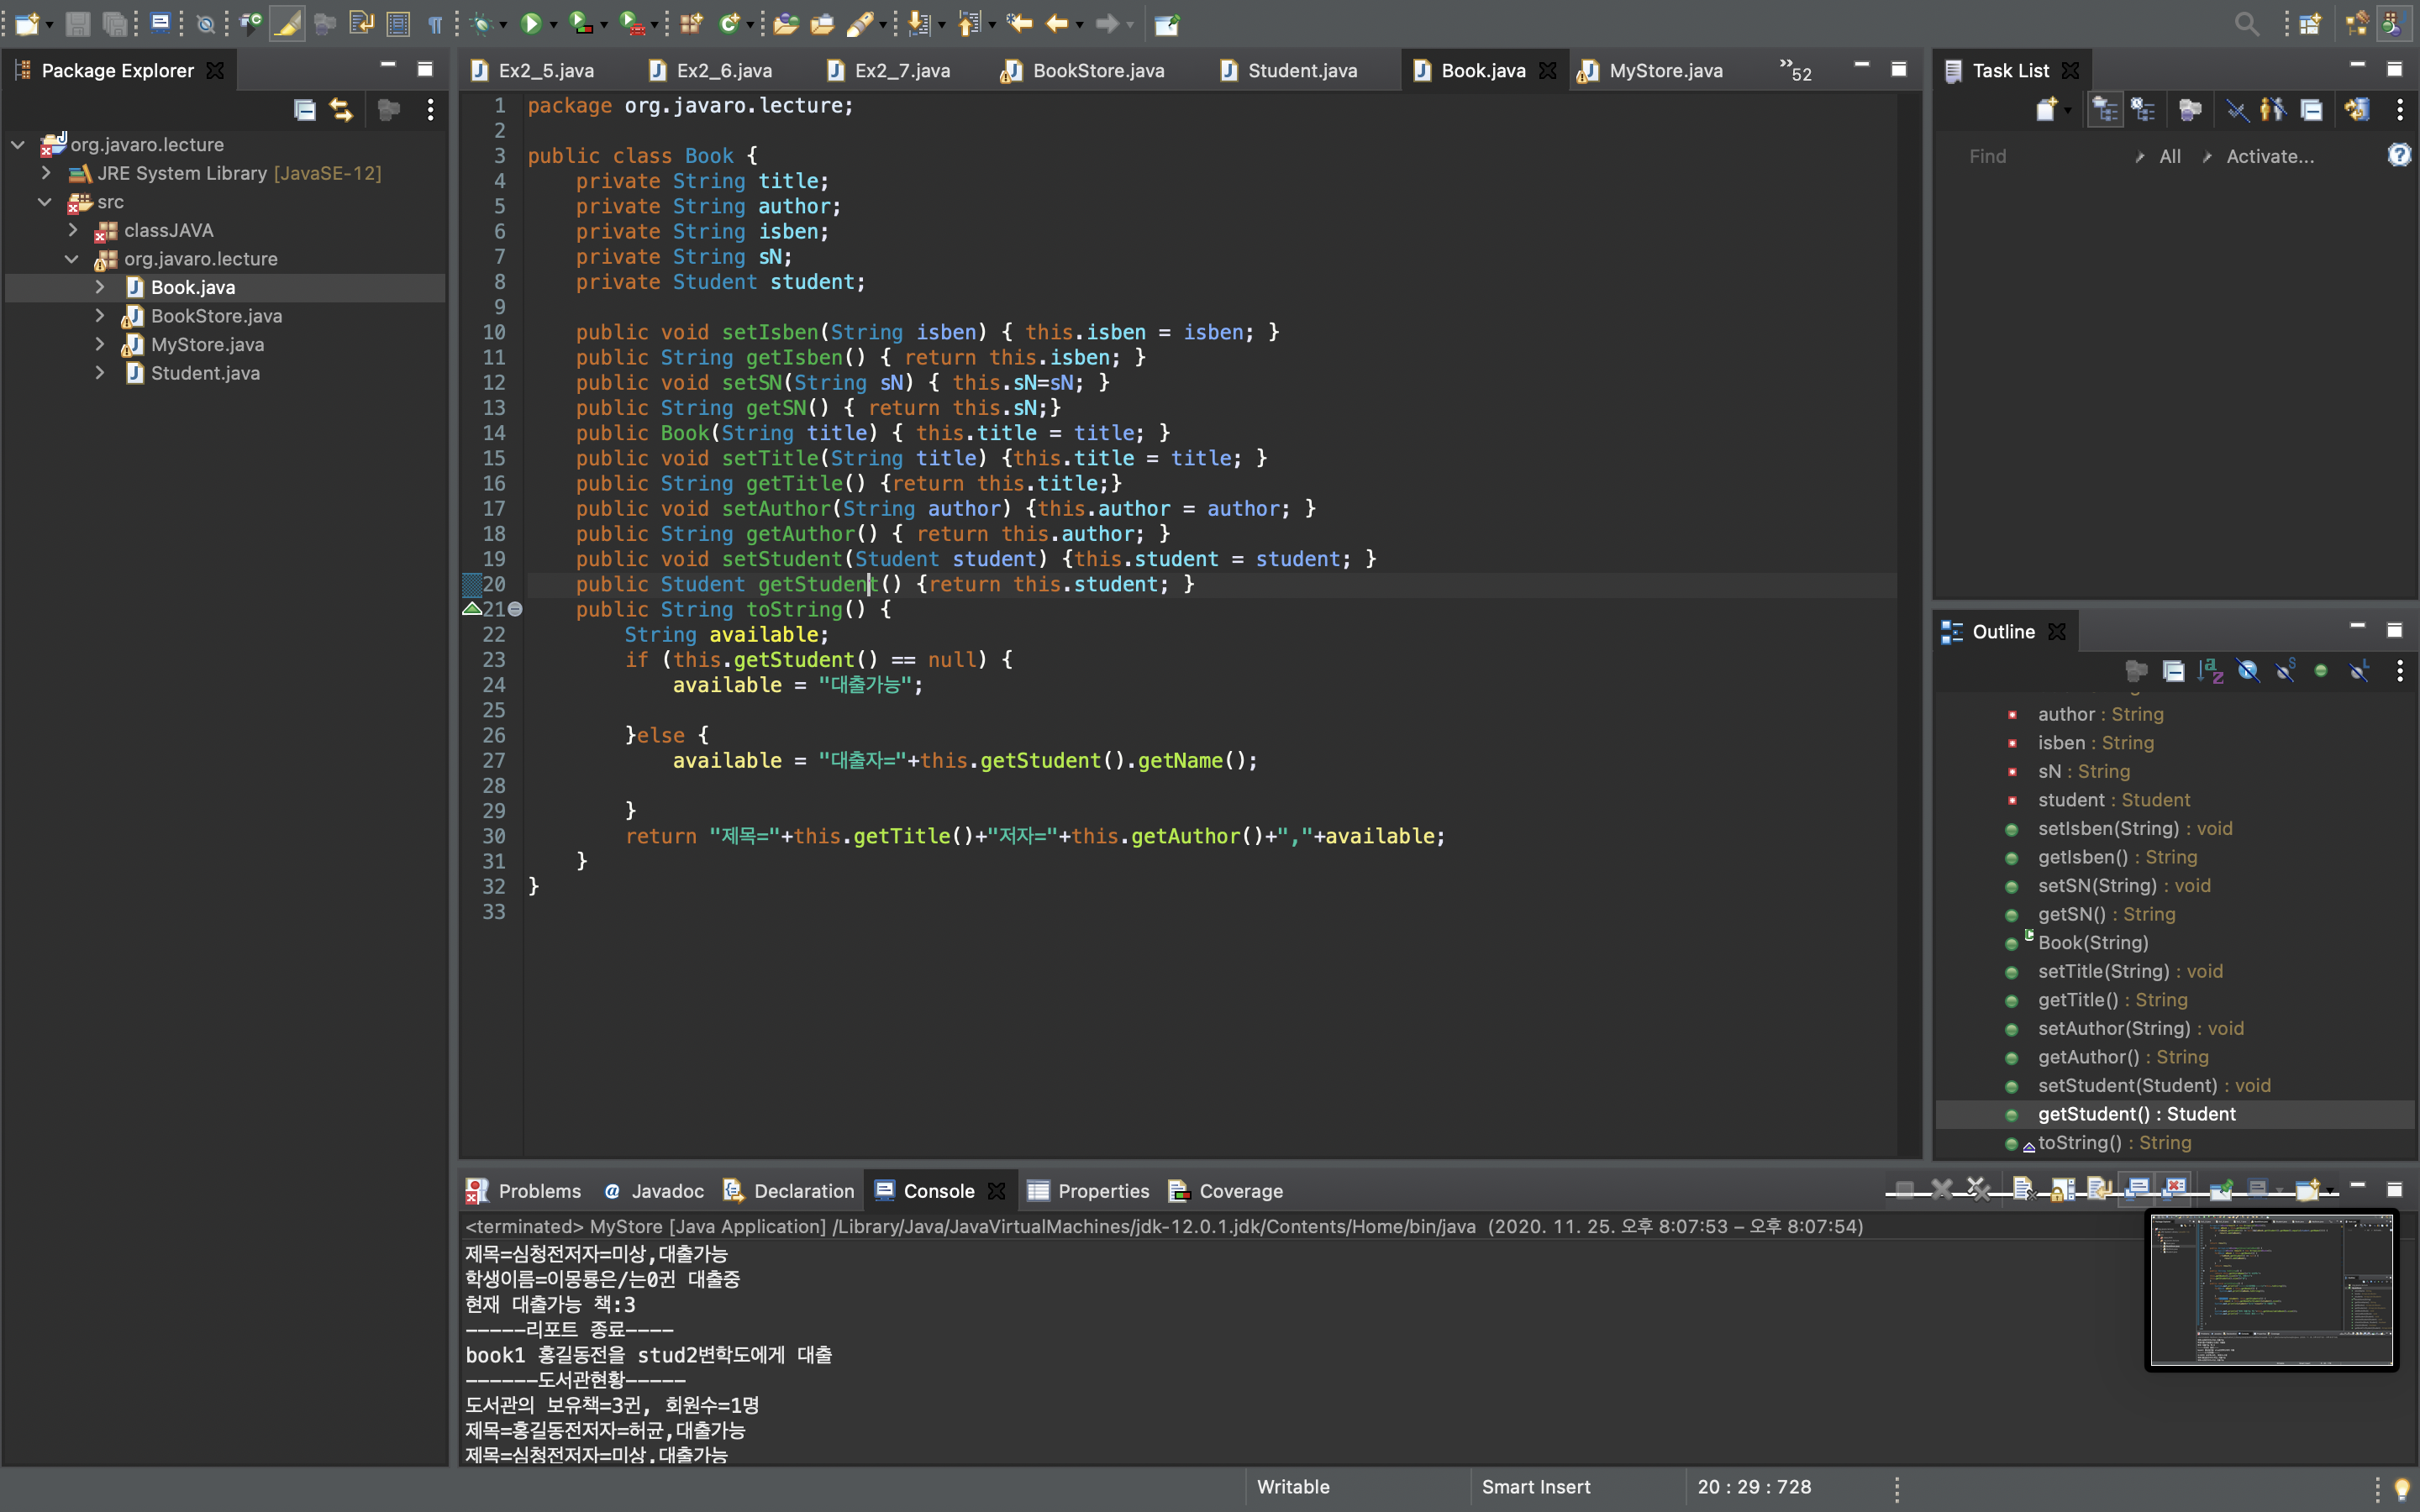 Package Explorer
org.javaro.lecture
JRE System Library [JavaSE-12]
src
classJAVA
org.javaro.lecture
Book.java
BookStore.java
MyStore.java
Student.java
Ex2_5.java Ex2_6.java Ex2_7.java BookStore.java Student.java Book.java MyStore.java »52
1 package org.javaro.lecture;
2
3 public class Book {
4 private String title;
5 private String author;
6 private String isben;
7 private String sN;
8 private Student student;
9
10 public void setIsben(String isben) { this.isben = isben; }
11 public String getIsben() { return this.isben; }
12 public void setSN(String sN) { this.sN=sN; }
13 public String getSN() { return this.sN;}
14 public Book(String title) { this.title = title; }
15 public void setTitle(String title) {this.title = title; }
16 public String getTitle() {return this.title;}
17 public void setAuthor(String author) {this.author = author; }
18 public String getAuthor() { return this.author; }
19 public void setStudent(Student student) {this.student = student; }
20 public Student getStudent() {return this.student; }
21 public String toString() {
22 String available;
23 if (this.getStudent() == null) {
24 available = "대출가능";
25
26 }else {
27 available = "대출자="+this.getStudent().getName();
28
29 }
30 return "제목="+this.getTitle()+"저자="+this.getAuthor()+","+available;
31 }
32 }
33
Task List
Find All Activate...
Outline
author : String
isben : String
sN : String
student : Student
setIsben(String) : void
getIsben() : String
setSN(String) : void
getSN() : String
Book(String)
setTitle(String) : void
getTitle() : String
setAuthor(String) : void
getAuthor() : String
setStudent(Student) : void
getStudent() : Student
toString() : String
Problems @ Javadoc Declaration Console Properties Coverage
<terminated> MyStore [Java Application] /Library/Java/JavaVirtualMachines/jdk-12.0.1.jdk/Contents/Home/bin/java (2020. 11. 25. 오후 8:07:53 – 오후 8:07:54)
제목=심청전저자=미상,대출가능
학생이름=이몽룡은/는0권 대출중
현재 대출가능 책:3
-----리포트 종료----
book1 홍길동전을 stud2변학도에게 대출
------도서관현황-----
도서관의 보유책=3권, 회원수=1명
제목=홍길동전저자=허균,대출가능
제목=심청전저자=미상,대출가능
Writable Smart Insert 20 : 29 : 728